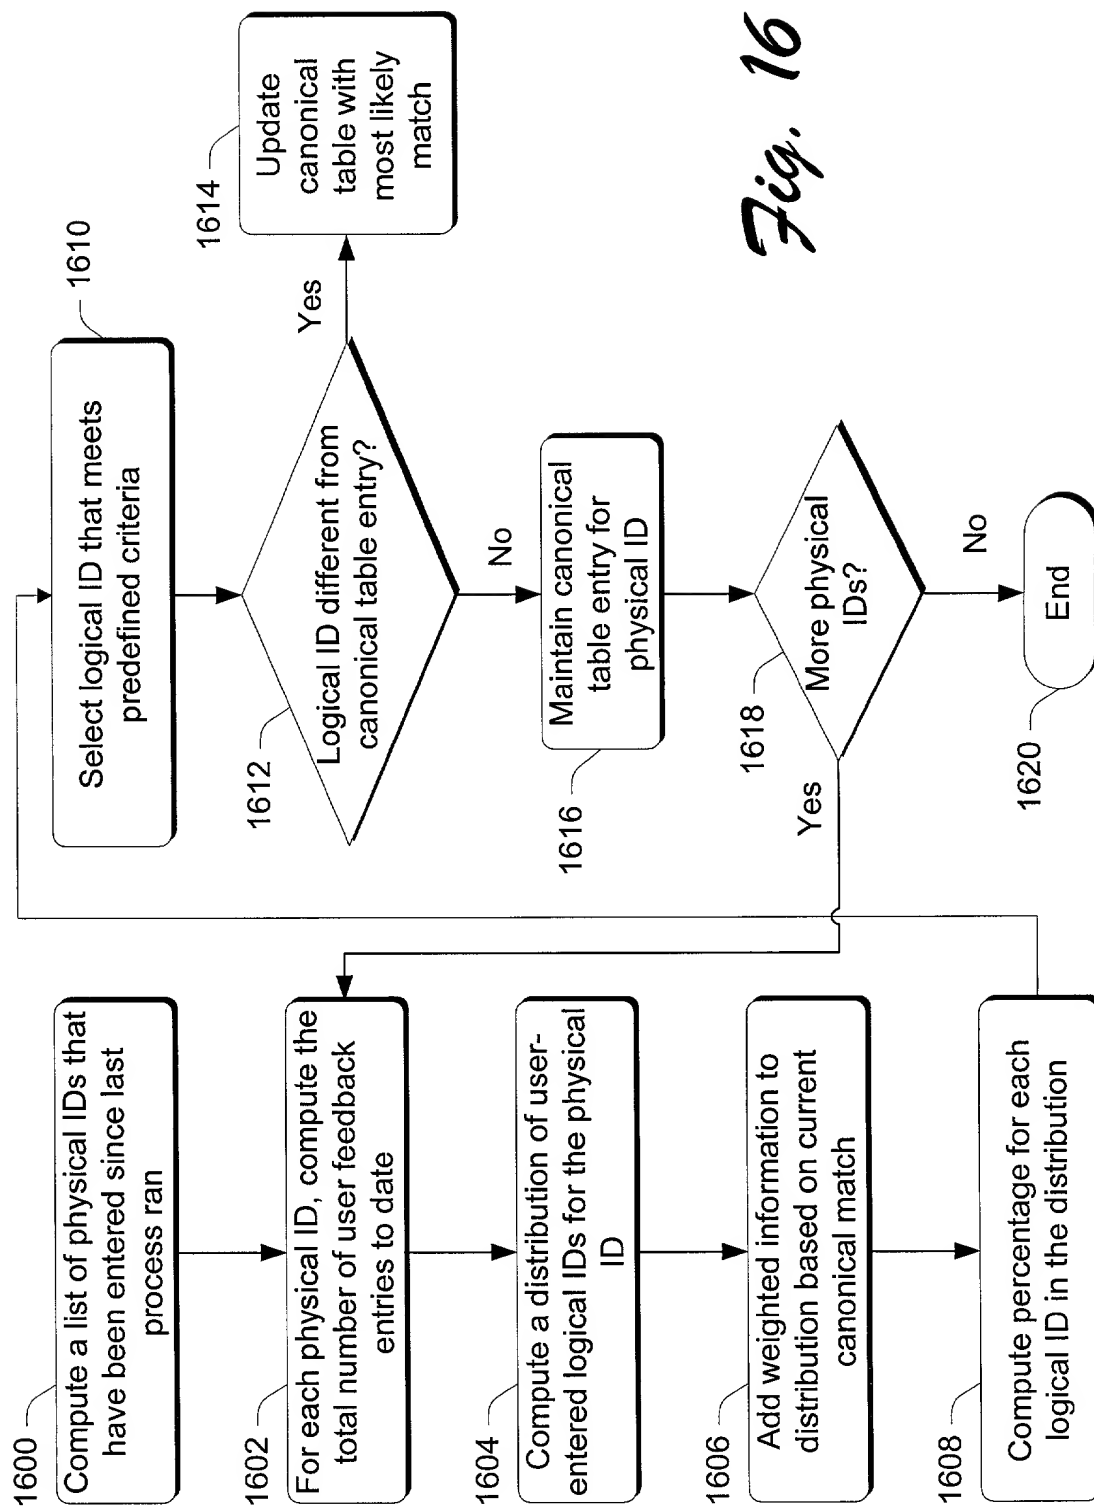 1600
Compute a list of physical IDs that
have been entered since last
process ran
1602
For each physical ID, compute the
total number of user feedback
entries to date
1604
Compute a distribution of user-
entered logical IDs for the physical
ID
1606
Add weighted information to
distribution based on current
canonical match
1608
Compute percentage for each
logical ID in the distribution
1610
Select logical ID that meets
predefined criteria
1612
Logical ID different from
canonical table entry?
Yes
1614
Update
canonical
table with
most likely
match
No
1616
Maintain canonical
table entry for
physical ID
1618
More physical
IDs?
Yes
No
1620
End
Fig. 16